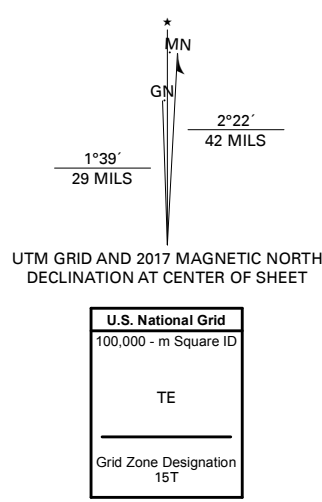 MN
GN
2°22´
42 MILS
1°39´
29 MILS
UTM GRID AND 2017 MAGNETIC NORTH
DECLINATION AT CENTER OF SHEET
U.S. National Grid
100,000 - m Square ID
TE
Grid Zone Designation
15T